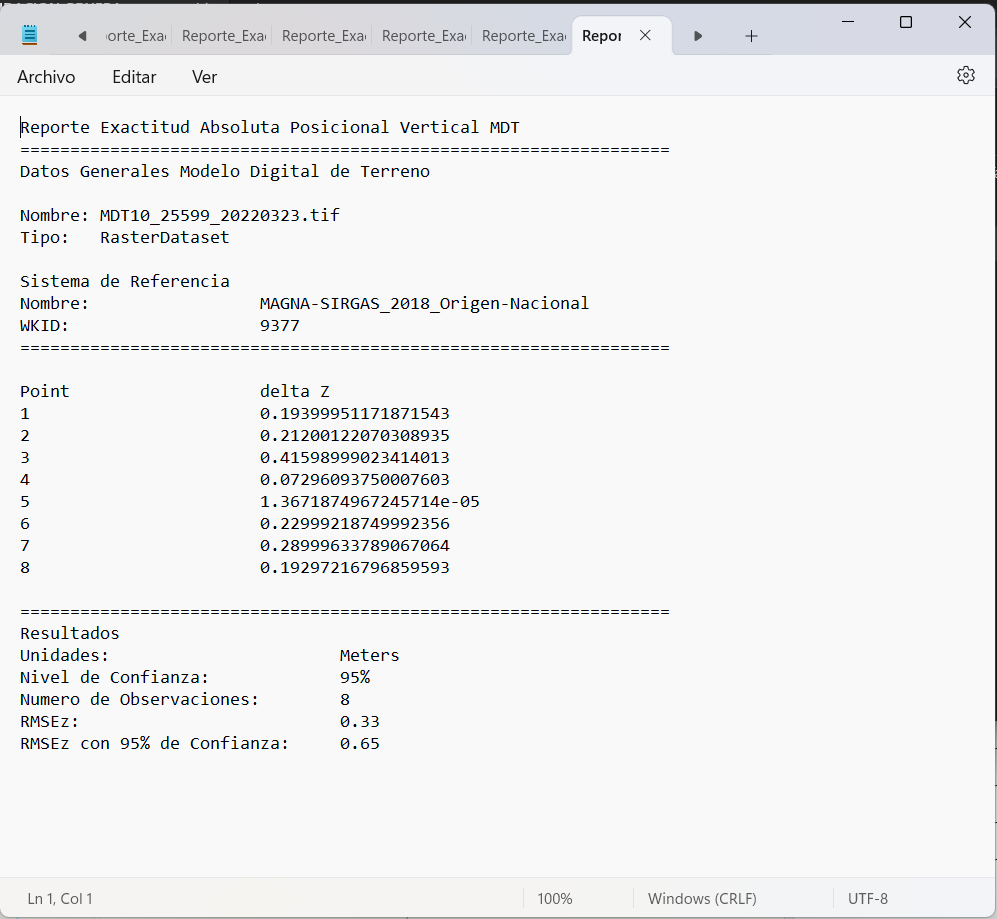 orte_Exa Reporte_Exa Reporte_Exa Reporte_Exa Reporte_Exa Repor
Archivo Editar Ver
Reporte Exactitud Absoluta Posicional Vertical MDT
=================================================================
Datos Generales Modelo Digital de Terreno
Nombre: MDT10_25599_20220323.tif
Tipo: RasterDataset
Sistema de Referencia
Nombre: MAGNA-SIRGAS_2018_Origen-Nacional
WKID: 9377
=================================================================
Point delta Z
1 0.19399951171871543
2 0.21200122070308935
3 0.41598999023414013
4 0.07296093750007603
5 1.3671874967245714e-05
6 0.22999218749992356
7 0.28999633789067064
8 0.19297216796859593
=================================================================
Resultados
Unidades: Meters
Nivel de Confianza: 95%
Numero de Observaciones: 8
RMSEz: 0.33
RMSEz con 95% de Confianza: 0.65
Ln 1, Col 1 100% Windows (CRLF) UTF-8